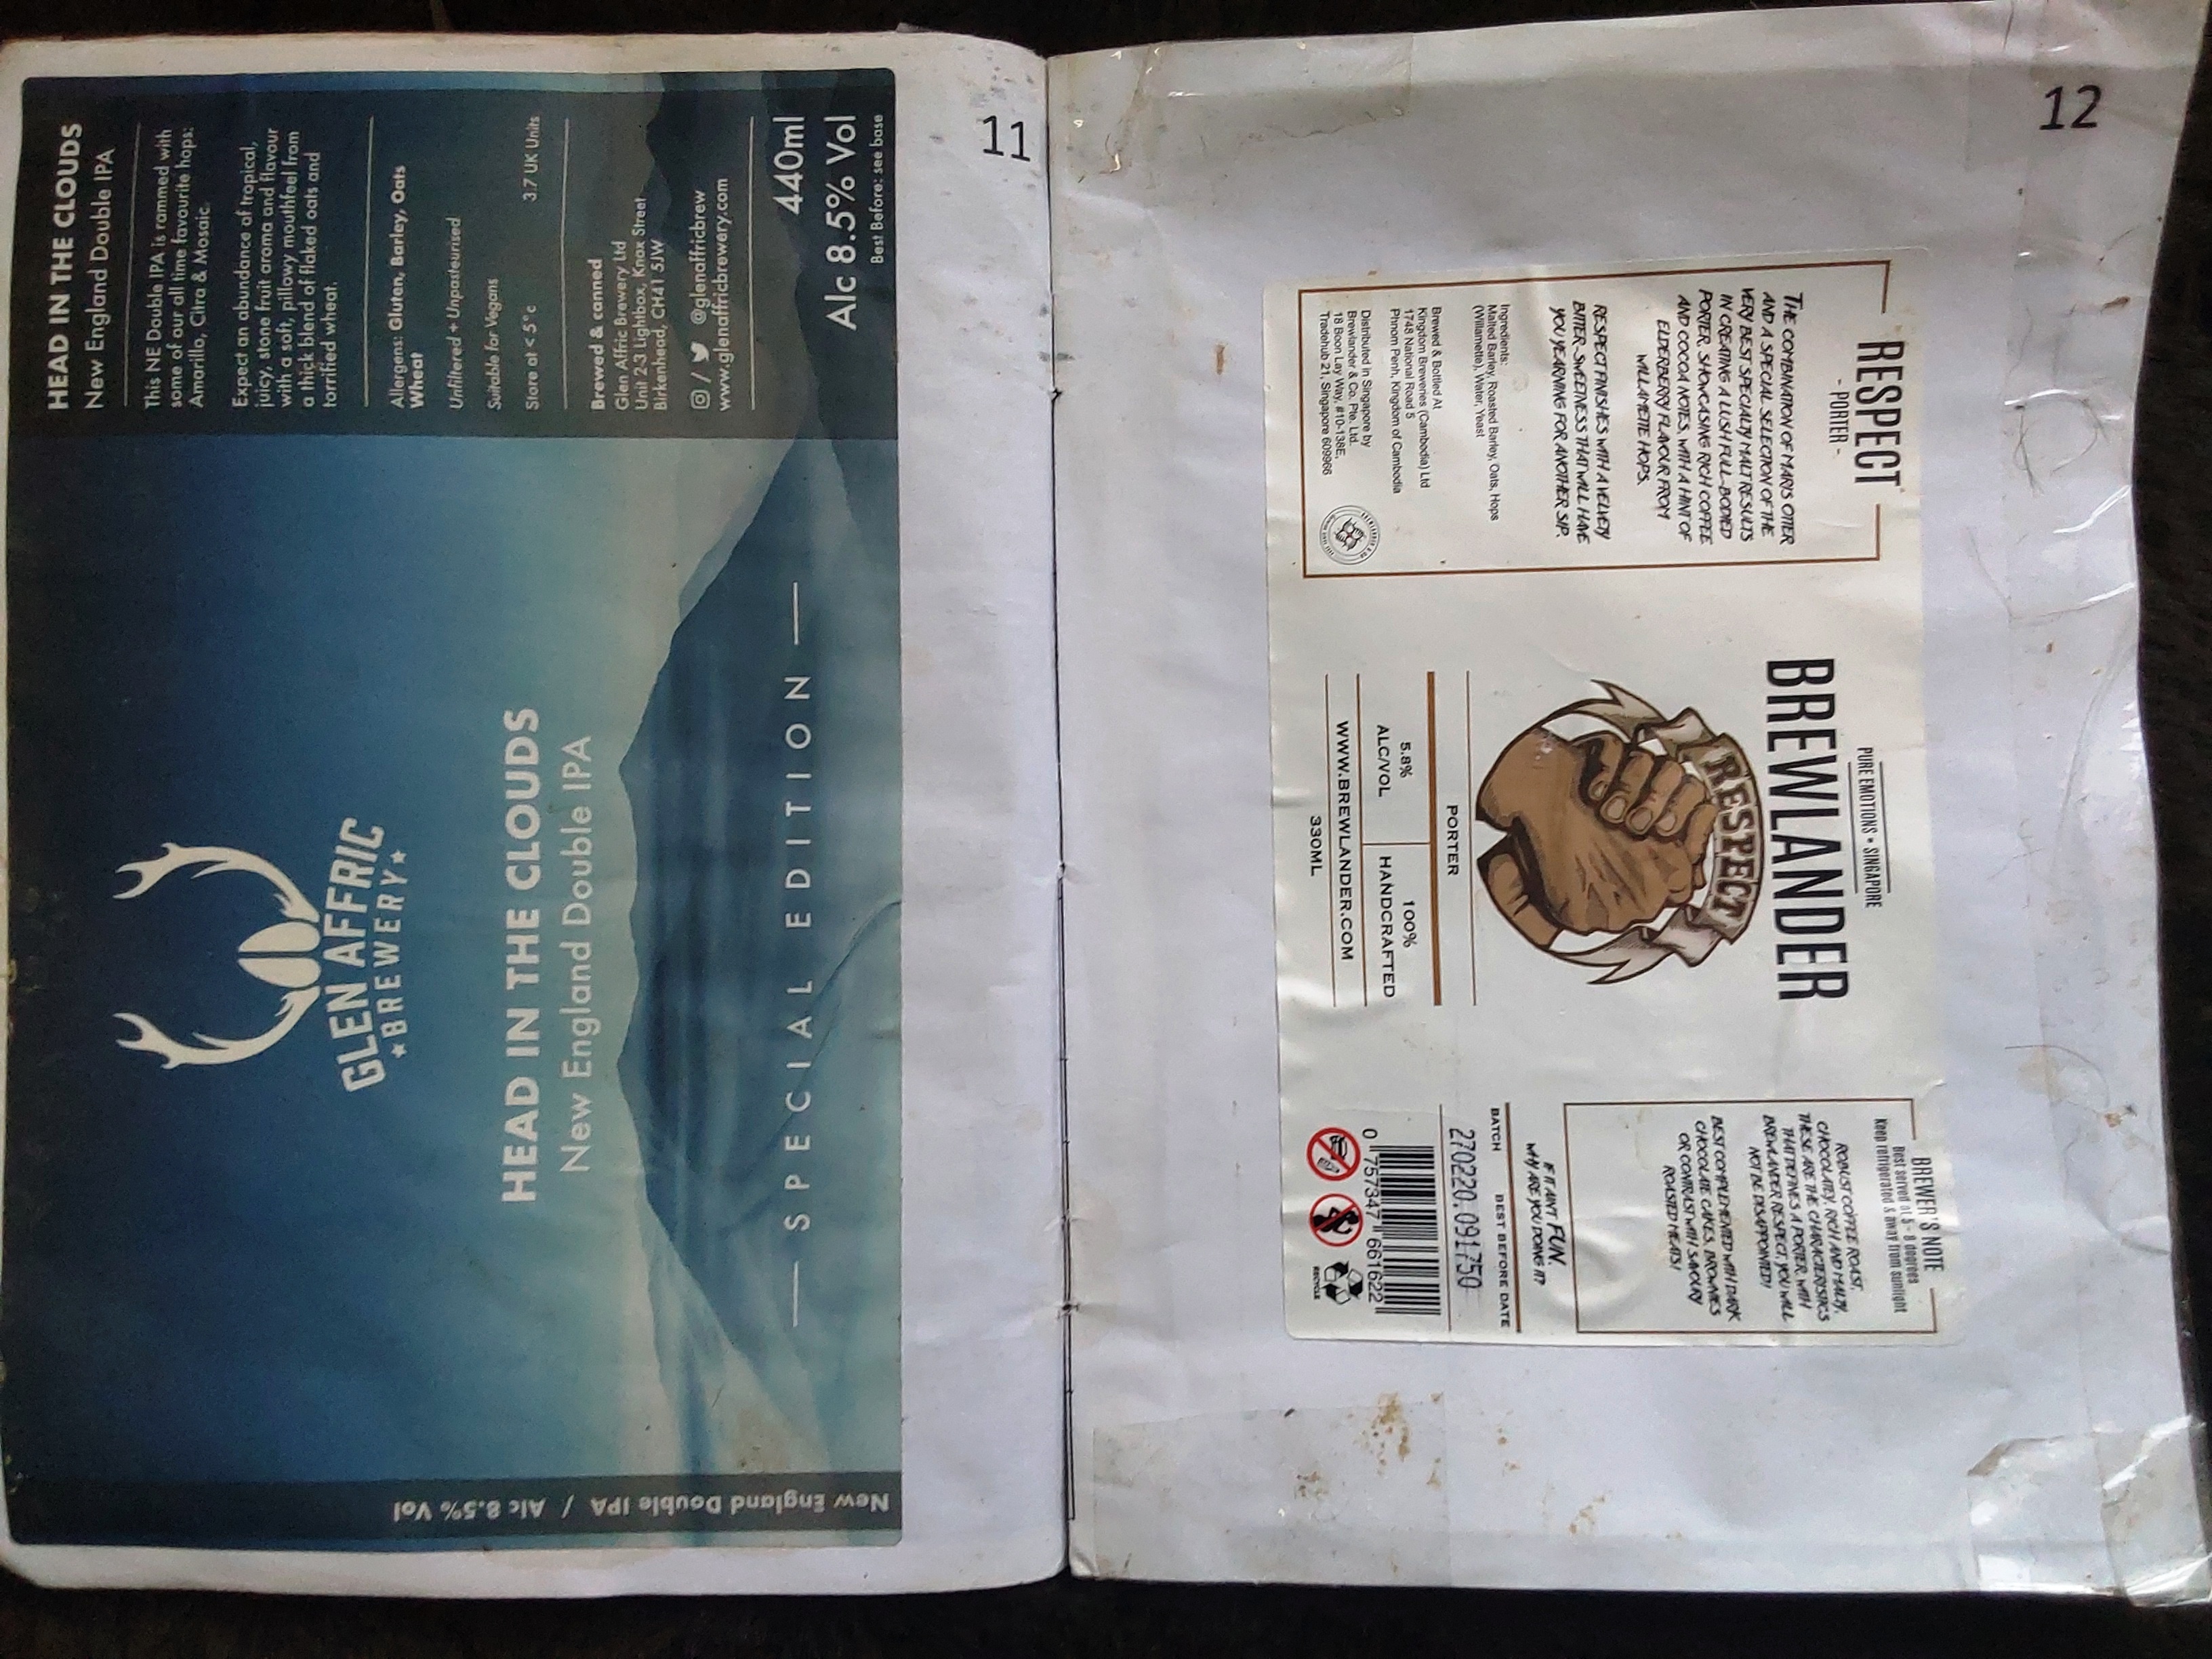 HEAD IN THE CLOUDS
New England Double IPA
This NE Double IPA is rammed with
some of our all time favourite hops:
Amarillo, Citra & Mosaic.
Expect an abundance of tropical,
juicy, stone fruit aroma and flavour
with a soft, pillowy mouthfeel from
a thick blend of flaked oats and
torrified wheat.
Allergens: Gluten, Barley, Oats
Wheat
Unfiltered + Unpasteurised
Suitable for Vegans
Store at < 5°c 3.7 UK Units
Brewed & canned
Glen Affric Brewery Ltd
Unit 2-3 Lightbox, Knox Street
Birkenhead, CH41 5JW
/ @glenaffricbrew
www.glenaffricbrewery.com
440ml
Alc 8.5% Vol
Best Before: see base
GLEN AFFRIC
BREWERY
HEAD IN THE CLOUDS
New England Double IPA
SPECIAL EDITION
New England Double IPA / Alc 8.5% Vol
11
12
RESPECT
- PORTER -
THE COMBINATION OF MARIS OTTER
AND A SPECIAL SELECTION OF THE
VERY BEST SPECIALTY MALT RESULTS
IN CREATING A LUSH FULL-BODIED
PORTER, SHOWCASING RICH COFFEE
AND COCOA NOTES, WITH A HINT OF
ELDERBERRY FLAVOUR FROM
WILLAMETTE HOPS.
RESPECT FINISHES WITH A VELVETY
BITTER-SWEETNESS THAT WILL HAVE
YOU YEARNING FOR ANOTHER SIP.
Ingredients:
Malted Barley, Roasted Barley, Oats, Hops
(Willamette), Water, Yeast
Brewed & Bottled At
Kingdom Breweries (Cambodia) Ltd
1748 National Road 5
Phnom Penh, Kingdom of Cambodia
Distributed in Singapore by
Brewlander & Co. Pte. Ltd.
18 Boon Lay Way, #10-138E,
Tradehub 21, Singapore 609966
PURE EMOTIONS • SINGAPORE
BREWLANDER
RESPECT
PORTER
5.8%
ALC/VOL
100%
HANDCRAFTED
WWW.BREWLANDER.COM
330ML
BREWER'S NOTE
Best served at 5 - 8 degrees
Keep refrigerated & away from sunlight
ROBUST COFFEE ROAST,
CHOCOLATEY, RICH AND MALTY.
THESE ARE THE CHARACTERISTICS
THAT DEFINES A PORTER. WITH
BREWLANDER RESPECT, YOU WILL
NOT BE DISAPPOINTED!
BEST COMPLEMENTED WITH DARK
CHOCOLATE CAKES, BROWNIES
OR CONTRAST WITH SAVOURY
ROASTED MEATS!
IF IT AINT FUN,
WHY ARE YOU DOING IT?
BATCH BEST BEFORE DATE
270220.091750
0 757347 661622
RECYCLE